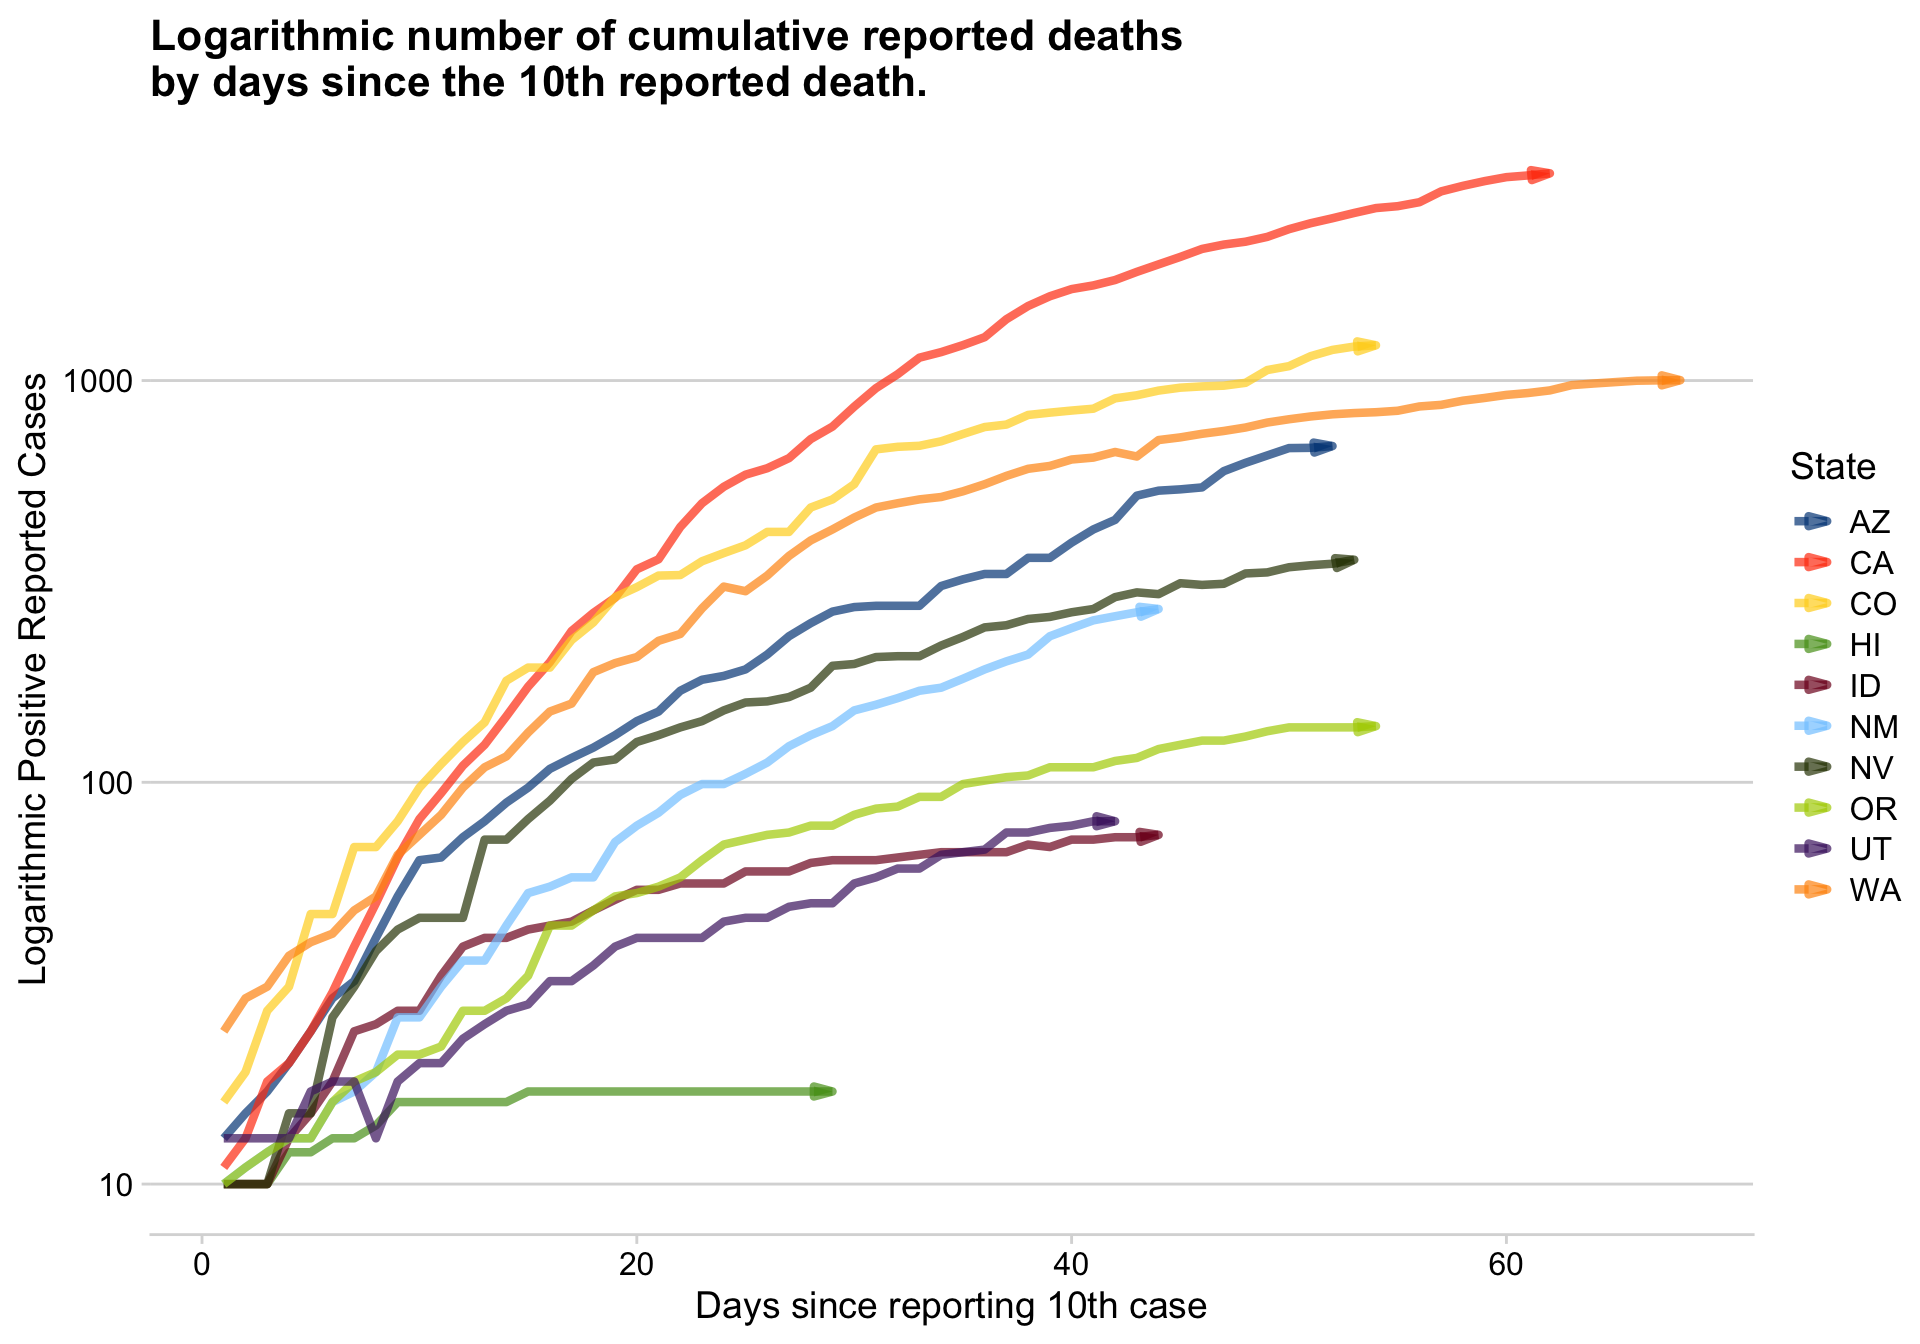 Logarithmic number of cumulative reported deaths
by days since the 10th reported death.
Logarithmic Positive Reported Cases
1000
100
10
0
20
40
60
Days since reporting 10th case
State
AZ
CA
CO
HI
ID
NM
NV
OR
UT
WA